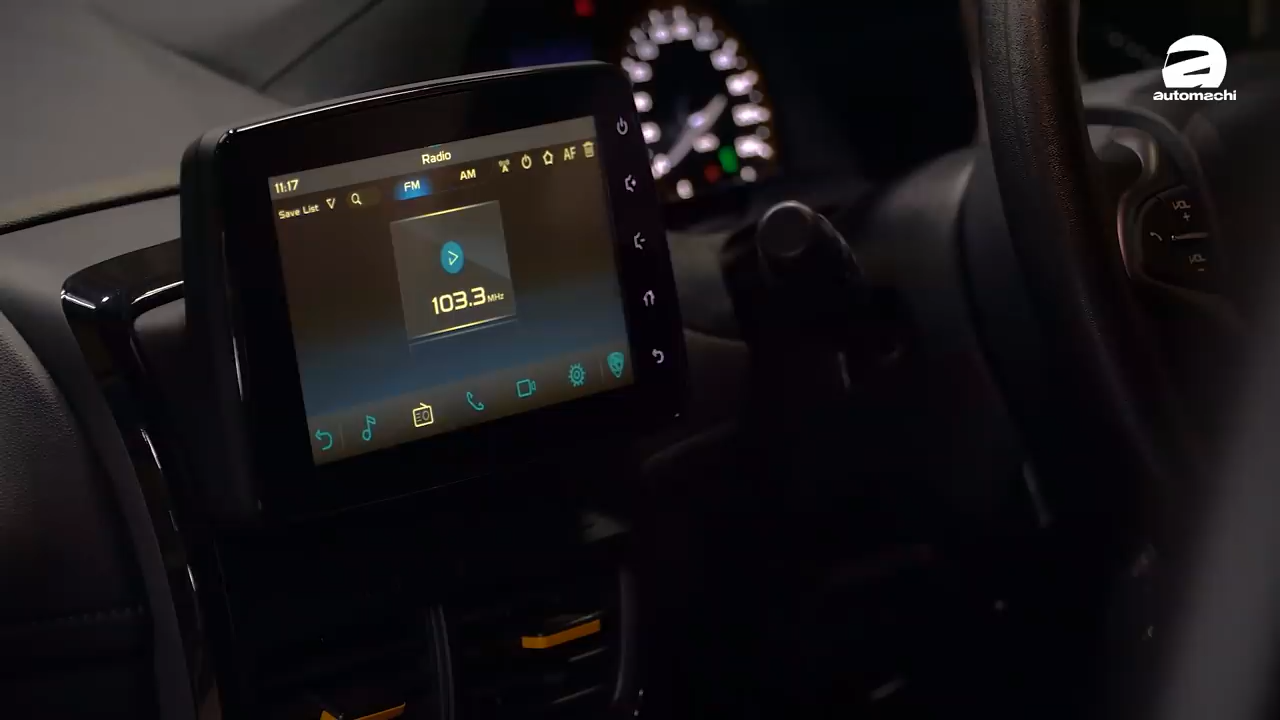 automachi
Radio
11:17
FM
AM
AF
Save List
103.3 MHz
VOL
+
VOL
-